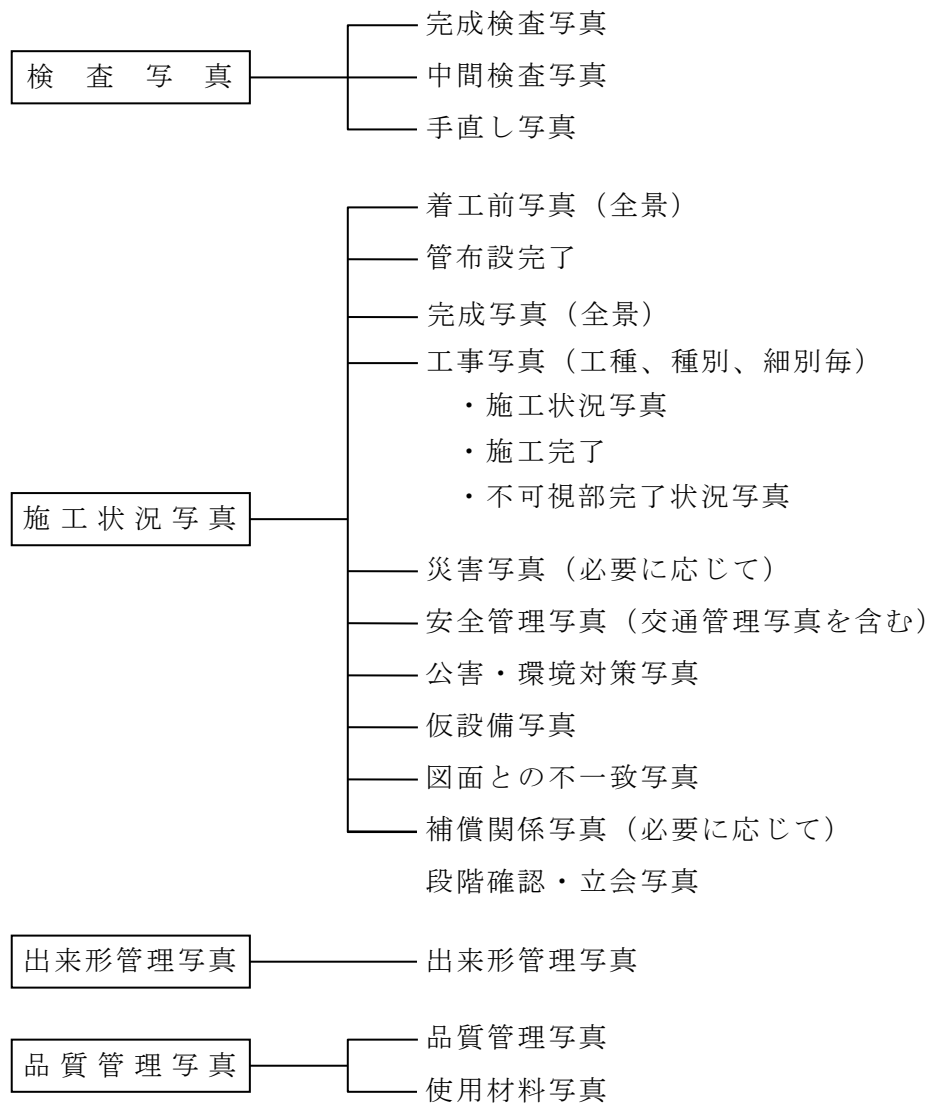 検査写真
完成検査写真
中間検査写真
手直し写真
施工状況写真
着工前写真（全景）
管布設完了
完成写真（全景）
工事写真（工種、種別、細別毎）
・施工状況写真
・施工完了
・不可視部完了状況写真
災害写真（必要に応じて）
安全管理写真（交通管理写真を含む）
公害・環境対策写真
仮設備写真
図面との不一致写真
補償関係写真（必要に応じて）
段階確認・立会写真
出来形管理写真
出来形管理写真
品質管理写真
品質管理写真
使用材料写真